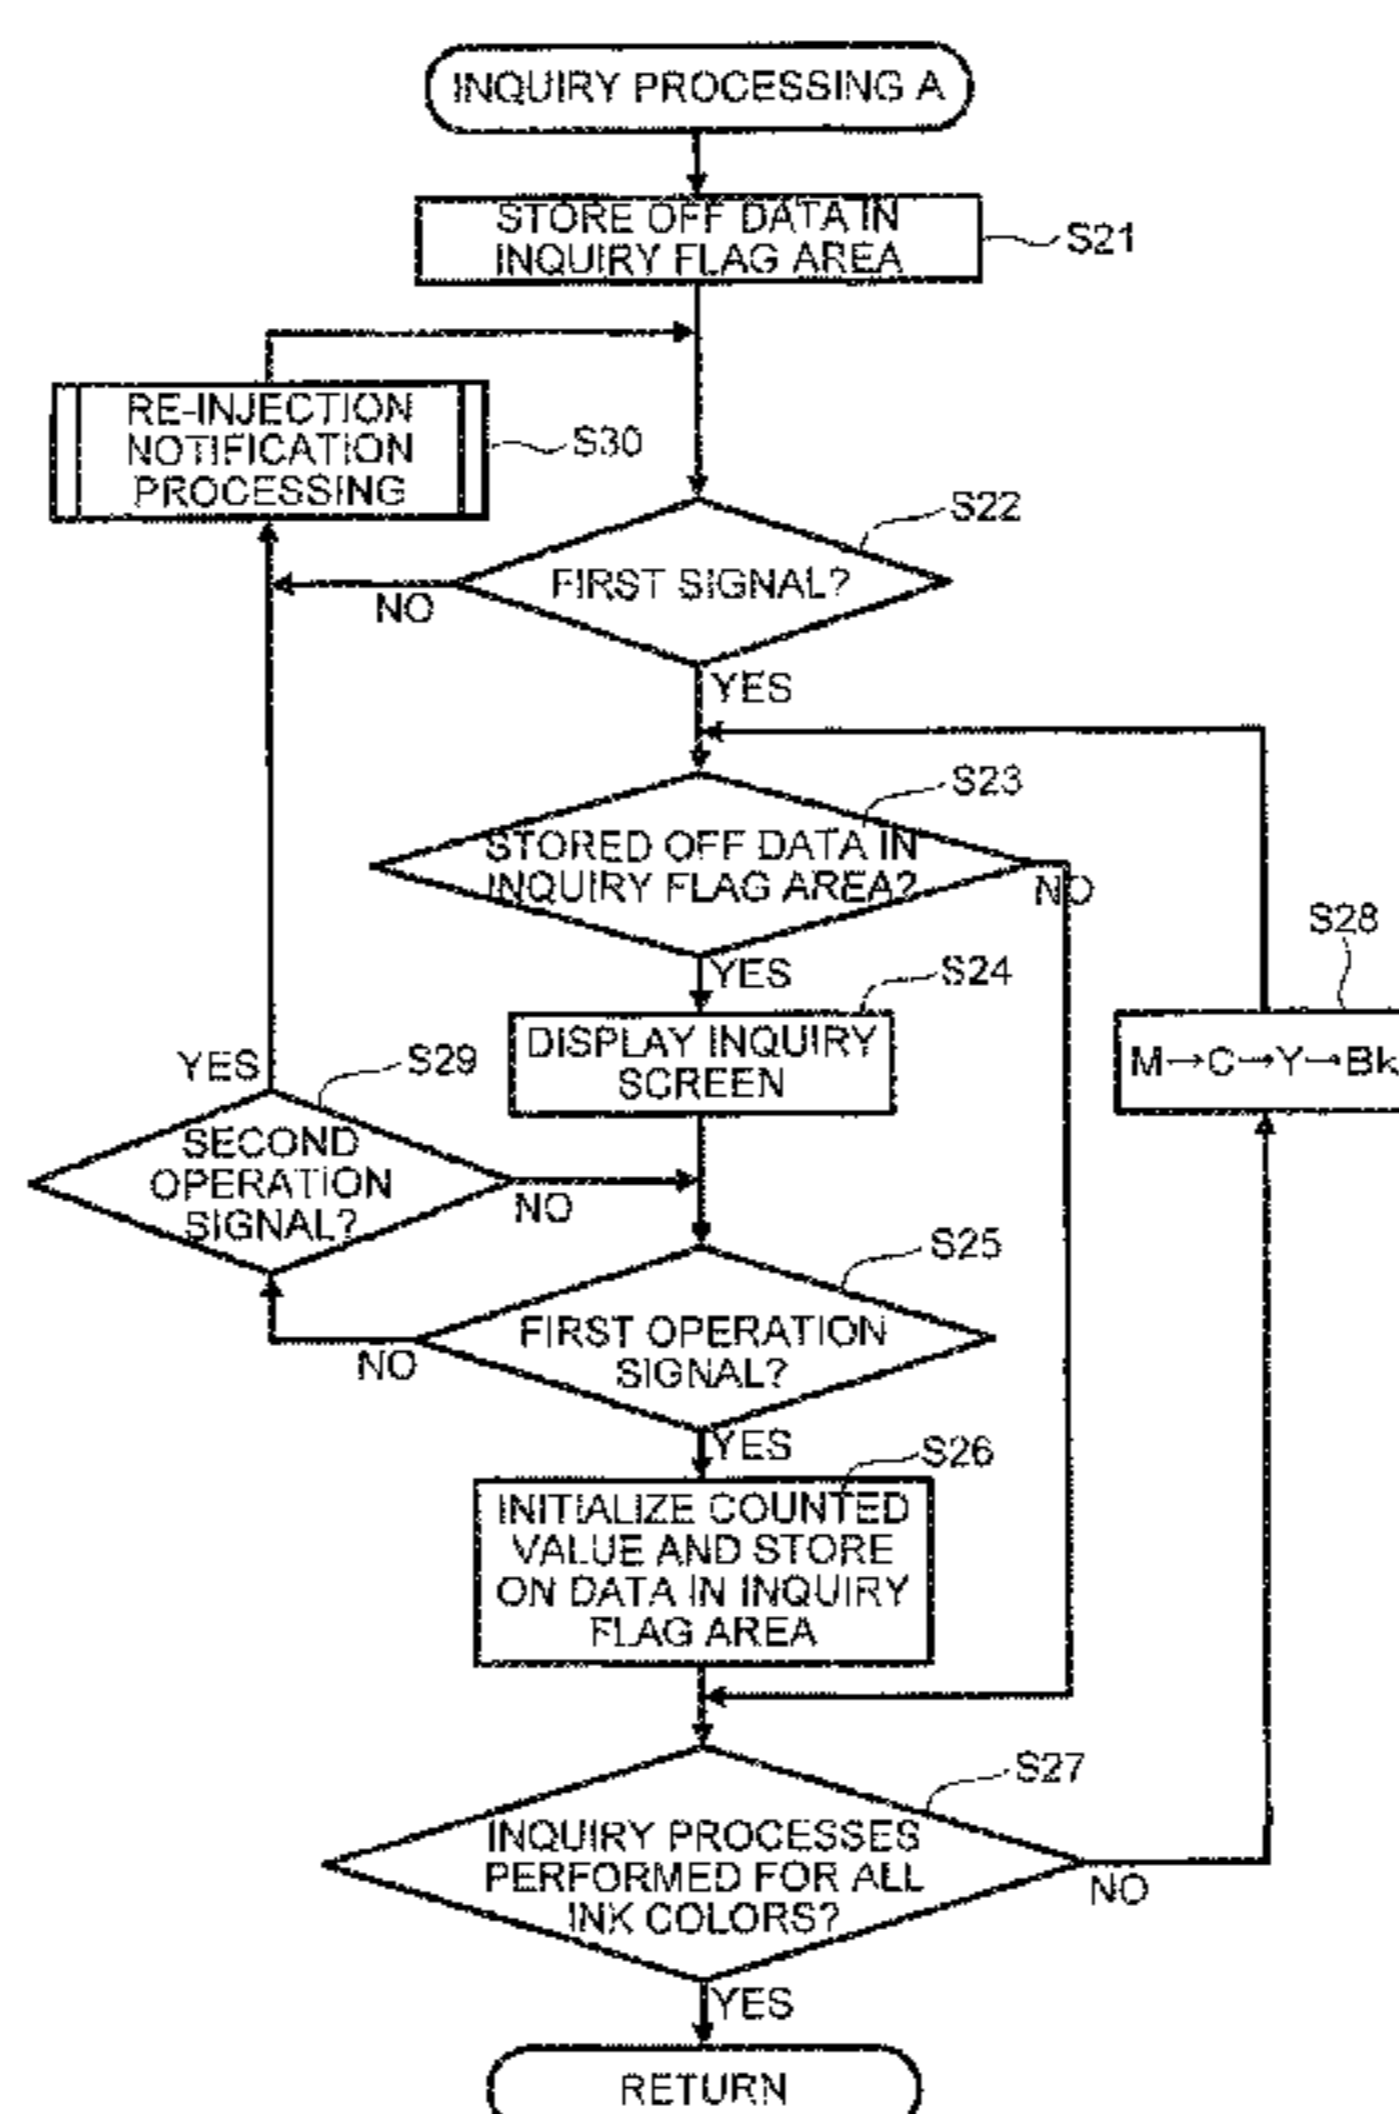 INQUIRY PROCESSING A
STORE OFF DATA IN
INQUIRY FLAG AREA
S21
RE-INJECTION
NOTIFICATION
PROCESSING
S30
S22
FIRST SIGNAL?
NO
YES
S23
STORED OFF DATA IN
INQUIRY FLAG AREA?
NO
YES
S24
DISPLAY INQUIRY
SCREEN
S28
M→C→Y→Bk
YES
S29
SECOND
OPERATION
SIGNAL?
NO
S25
FIRST OPERATION
SIGNAL?
NO
YES
S26
INITIALIZE COUNTED
VALUE AND STORE
ON DATA IN INQUIRY
FLAG AREA
S27
INQUIRY PROCESSES
PERFORMED FOR ALL
INK COLORS?
NO
YES
RETURN